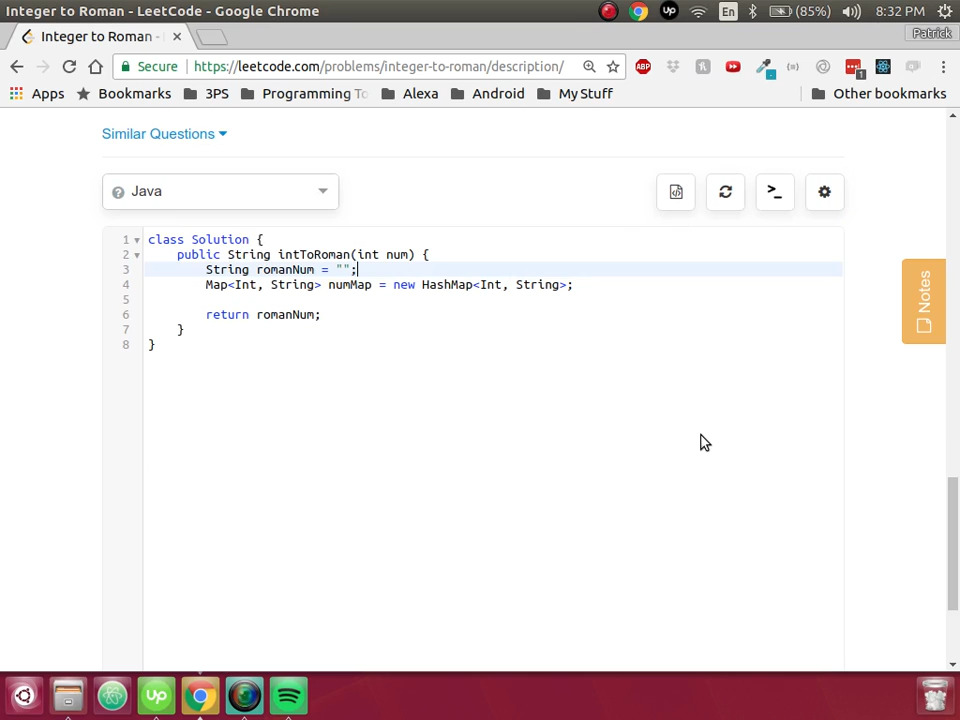 Integer to Roman - LeetCode - Google Chrome
En
(85%)
8:32 PM
Integer to Roman -
Patrick
Secure
https://leetcode.com/problems/integer-to-roman/description/
ABP
1
Apps
Bookmarks
3PS
Programming To
Alexa
Android
My Stuff
Other bookmarks
Similar Questions
Java
1 class Solution {
2 public String intToRoman(int num) {
3 String romanNum = "";
4 Map<Int, String> numMap = new HashMap<Int, String>;
5
6 return romanNum;
7 }
8 }
Notes
up